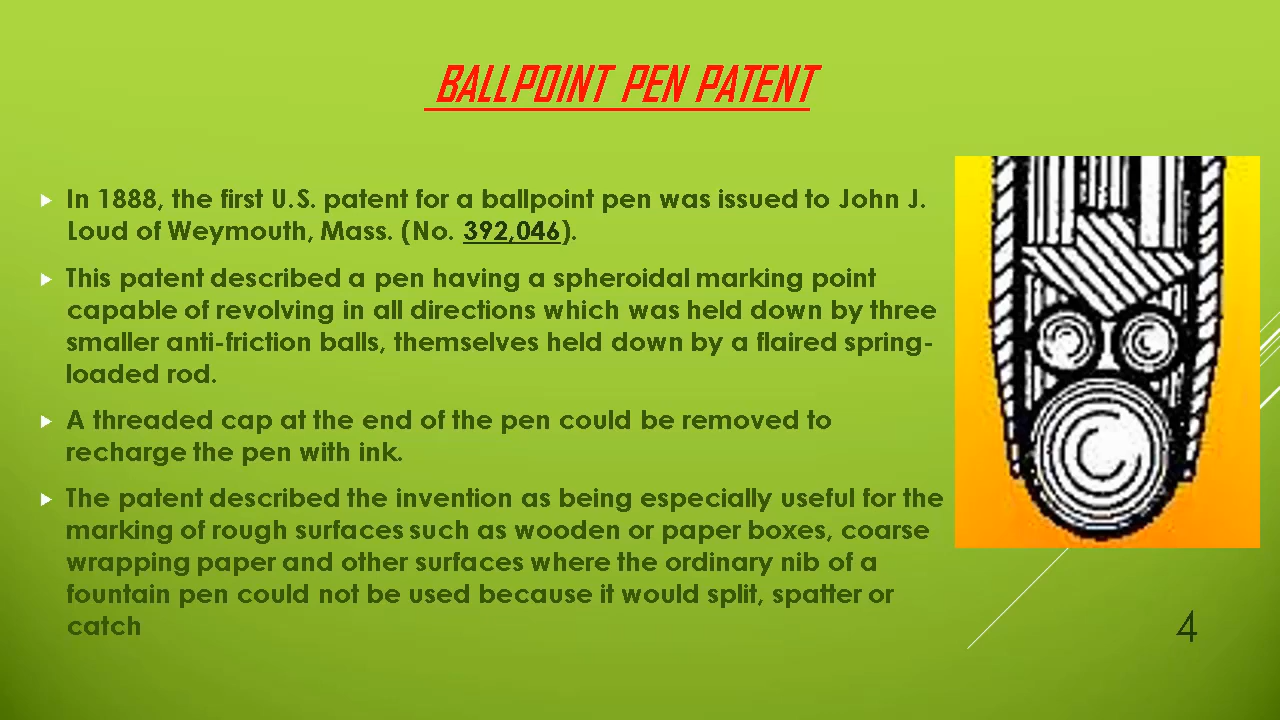 BALLPOINT PEN PATENT
In 1888, the first U.S. patent for a ballpoint pen was issued to John J.
Loud of Weymouth, Mass. (No. 392,046).
This patent described a pen having a spheroidal marking point
capable of revolving in all directions which was held down by three
smaller anti-friction balls, themselves held down by a flaired spring-
loaded rod.
A threaded cap at the end of the pen could be removed to
recharge the pen with ink.
The patent described the invention as being especially useful for the
marking of rough surfaces such as wooden or paper boxes, coarse
wrapping paper and other surfaces where the ordinary nib of a
fountain pen could not be used because it would split, spatter or
catch
4